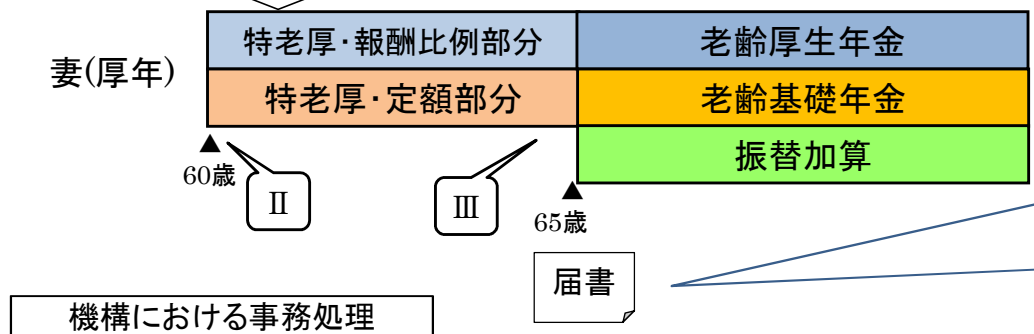 特老厚・報酬比例部分
老齢厚生年金
妻(厚年)
特老厚・定額部分
老齢基礎年金
振替加算
▲
60歳
Ⅱ
Ⅲ
▲
65歳
届書
機構における事務処理